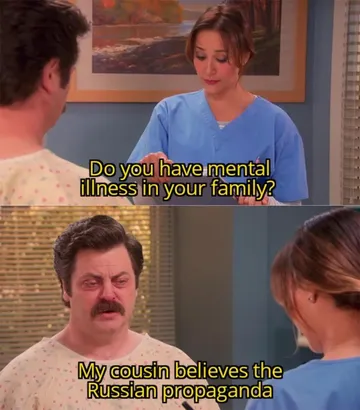 Do you have mental
illness in your family?
My cousin believes the
Russian propaganda